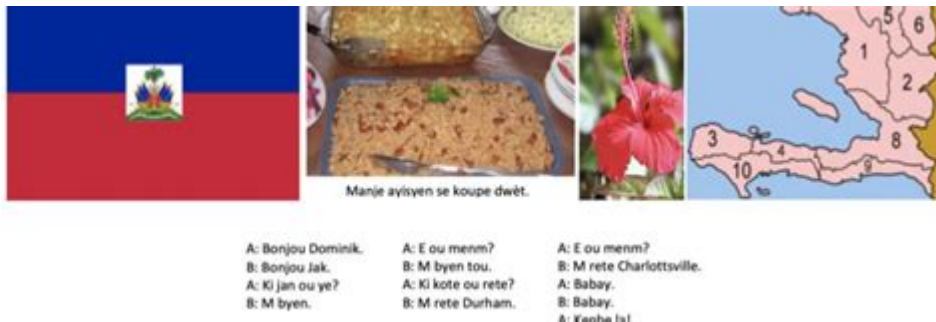 5
6
1
2
3
4
8
9
10
Manje ayisyen se koupe dwèt.
A: Bonjou Dominik.
B: Bonjou Jak.
A: Ki jan ou ye?
B: M byen.
A: E ou menm?
B: M byen tou.
A: Ki kote ou rete?
B: M rete Durham.
A: E ou menm?
B: M rete Charlottsville.
A: Babay.
B: Babay.
A: Kenbe la!